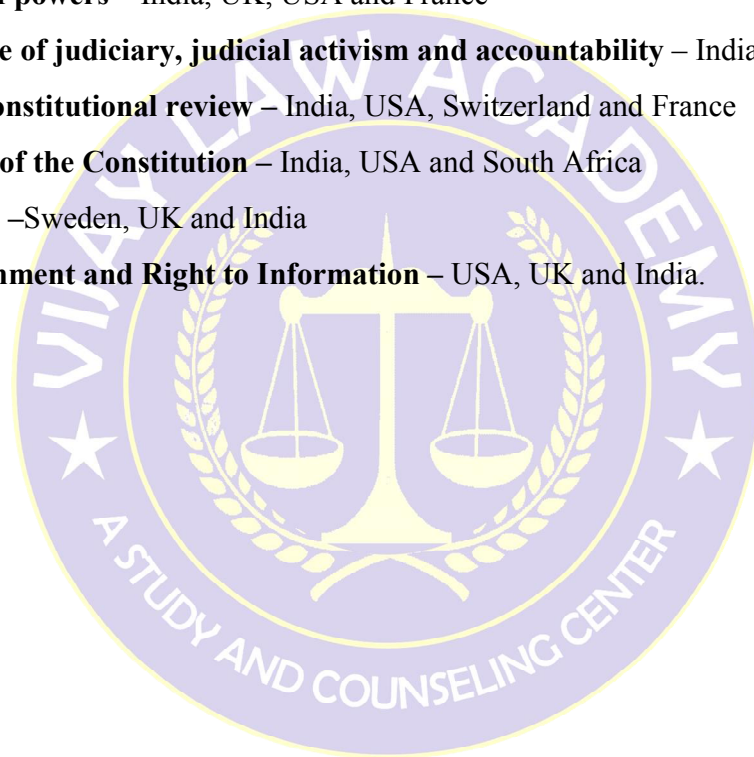 powers – India, UK, USA and France
of judiciary, judicial activism and accountability – India
onstitutional review – India, USA, Switzerland and France
of the Constitution – India, USA and South Africa
–Sweden, UK and India
nment and Right to Information – USA, UK and India.
VIJAY LAW ACADEMY
A STUDY AND COUNSELING CENTER